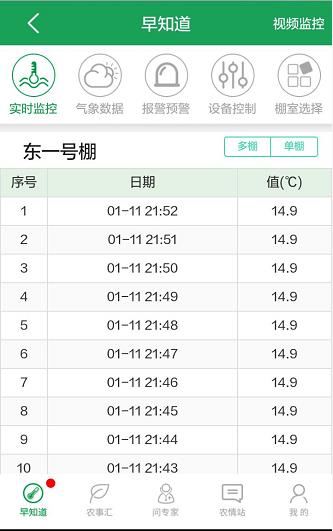 早知道 视频监控
实时监控 气象数据 报警预警 设备控制 棚室选择
东一号棚 多棚 单棚
序号 日期 值(℃)
1 01-11 21:52 14.9
2 01-11 21:51 14.9
3 01-11 21:50 14.9
4 01-11 21:49 14.9
5 01-11 21:48 14.9
6 01-11 21:47 14.9
7 01-11 21:46 14.9
8 01-11 21:45 14.9
9 01-11 21:44 14.9
10 01-11 21:43 14.9
早知道 农事汇 问专家 农情站 我的